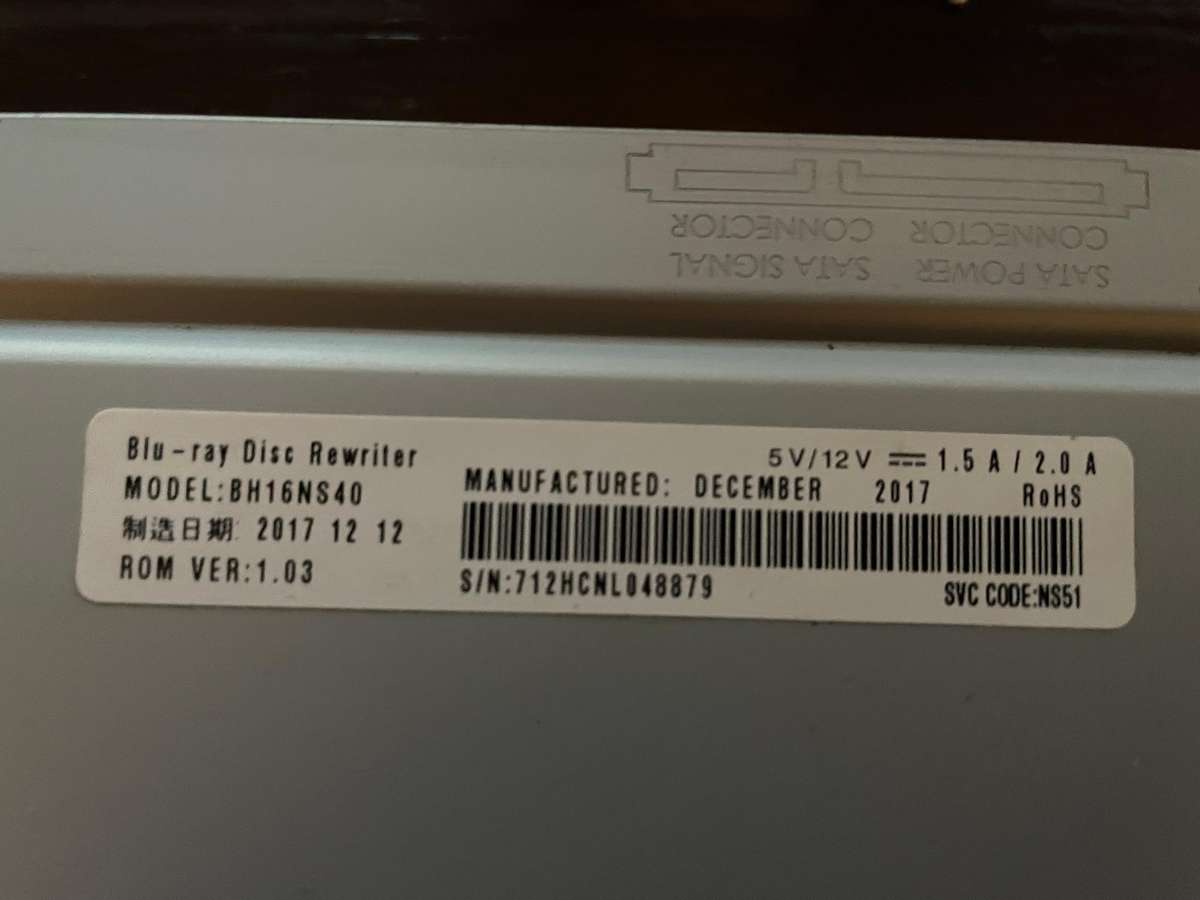 SATA SIGNAL SATA POWER
CONNECTOR CONNECTOR
Blu-ray Disc Rewriter
MODEL:BH16NS40
制造日期: 2017 12 12
ROM VER:1.03
5V/12V ⎓ 1.5 A / 2.0 A
MANUFACTURED: DECEMBER 2017 RoHS
S/N:712HCNL048879
SVC CODE:NS51